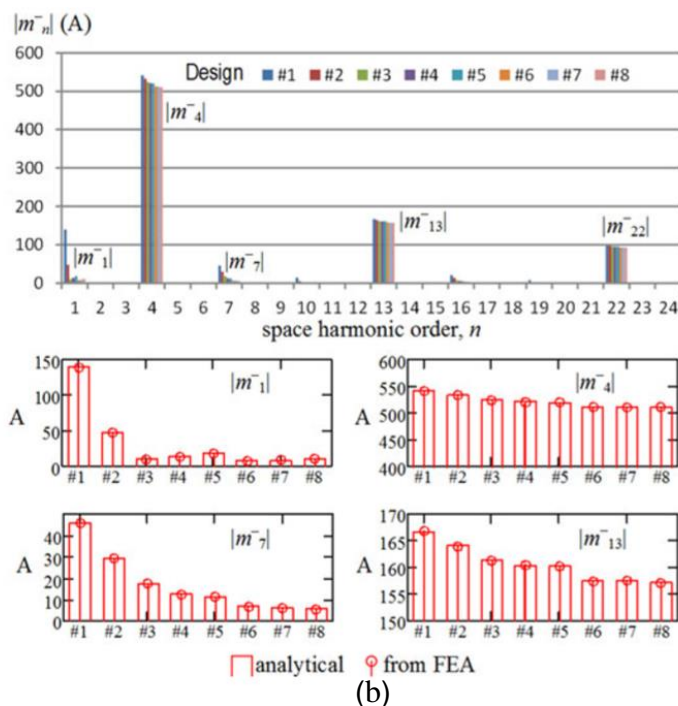 |m⁻ₙ| (A)
600
500
400
300
200
100
0
Design #1 #2 #3 #4 #5 #6 #7 #8
|m⁻₄|
|m⁻₁|
|m⁻₇|
|m⁻₁₃|
|m⁻₂₂|
1 2 3 4 5 6 7 8 9 10 11 12 13 14 15 16 17 18 19 20 21 22 23 24
space harmonic order, n
150
100
50
0
A
|m⁻₁|
#1 #2 #3 #4 #5 #6 #7 #8
600
550
500
450
400
A
|m⁻₄|
#1 #2 #3 #4 #5 #6 #7 #8
40
30
20
10
0
A
|m⁻₇|
#1 #2 #3 #4 #5 #6 #7 #8
170
165
160
155
150
A
|m⁻₁₃|
#1 #2 #3 #4 #5 #6 #7 #8
analytical from FEA
(b)